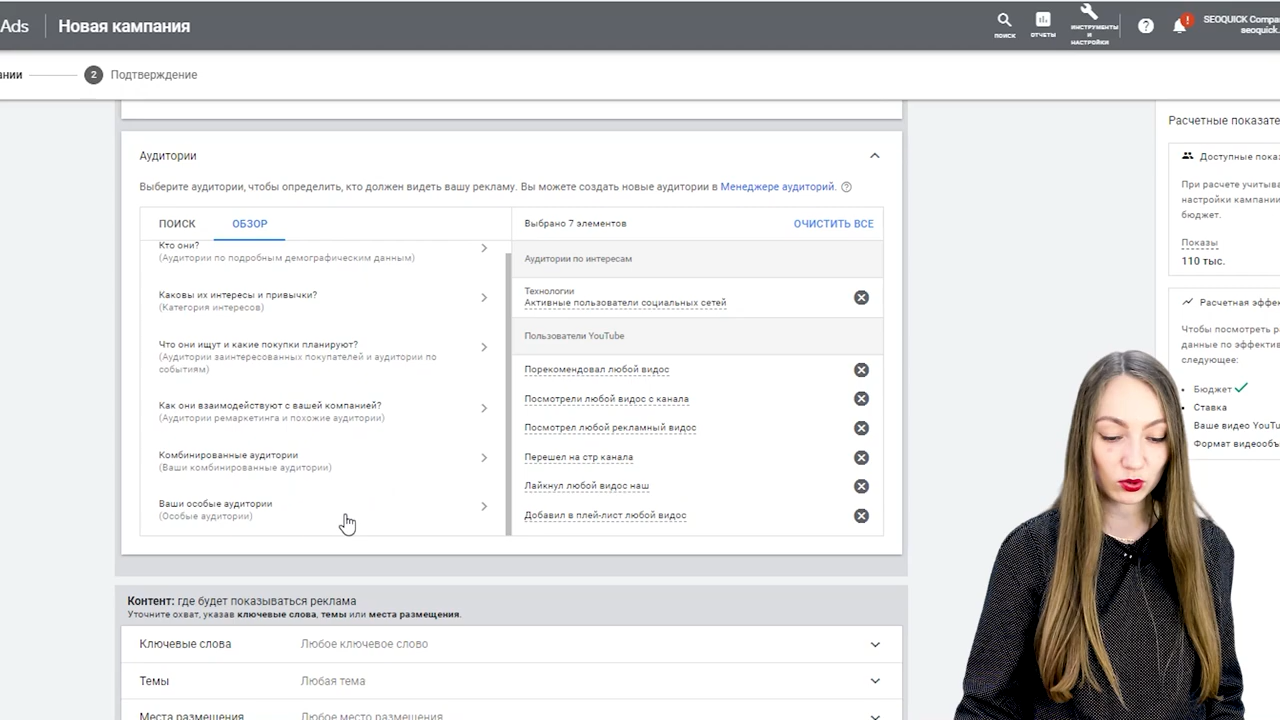 Ads
Новая кампания
ПОИСК
ОТЧЕТЫ
ИНСТРУМЕНТЫ
И
НАСТРОЙКИ
SEOQUICK
seoquick.
2
Подтверждение
Аудитории
Выберите аудитории, чтобы определить, кто должен видеть вашу рекламу. Вы можете создать новые аудитории в Менеджере аудиторий.
ПОИСК
ОБЗОР
Выбрано 7 элементов
ОЧИСТИТЬ ВСЕ
Кто они?
(Аудитории по подробным демографическим данным)
Каковы их интересы и привычки?
(Категория интересов)
Что они ищут и какие покупки планируют?
(Аудитории заинтересованных покупателей и аудитории по
событиям)
Как они взаимодействуют с вашей компанией?
(Аудитории ремаркетинга и похожие аудитории)
Комбинированные аудитории
(Ваши комбинированные аудитории)
Ваши особые аудитории
(Особые аудитории)
Аудитории по интересам
Технологии
Активные пользователи социальных сетей
Пользователи YouTube
Порекомендовал любой видос
Посмотрели любой видос с канала
Посмотрел любой рекламный видос
Перешел на стр канала
Лайкнул любой видос наш
Добавил в плей-лист любой видос
Контент: где будет показываться реклама
Уточните охват, указав ключевые слова, темы или места размещения.
Ключевые слова
Любое ключевое слово
Темы
Любая тема
Места размещения
Любое место размещения
Расчетные
Доступные
При расчете
настройки
бюджет.
Показы
110 тыс.
Расчетная
Чтобы посмотреть
данные по
следующее:
Бюджет
Ставка
Ваше видео
Формат